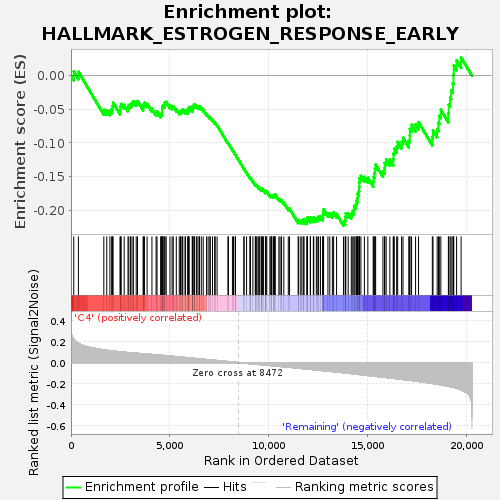 Enrichment plot:
HALLMARK_ESTROGEN_RESPONSE_EARLY
Enrichment score (ES)
0.00
-0.05
-0.10
-0.15
-0.20
'C4' (positively correlated)
Ranked list metric (Signal2Noise)
0.4
0.2
0.0
-0.2
-0.4
-0.6
Zero cross at 8472
'Remaining' (negatively correlated)
0
5,000
10,000
15,000
20,000
Rank in Ordered Dataset
Enrichment profile
Hits
Ranking metric scores